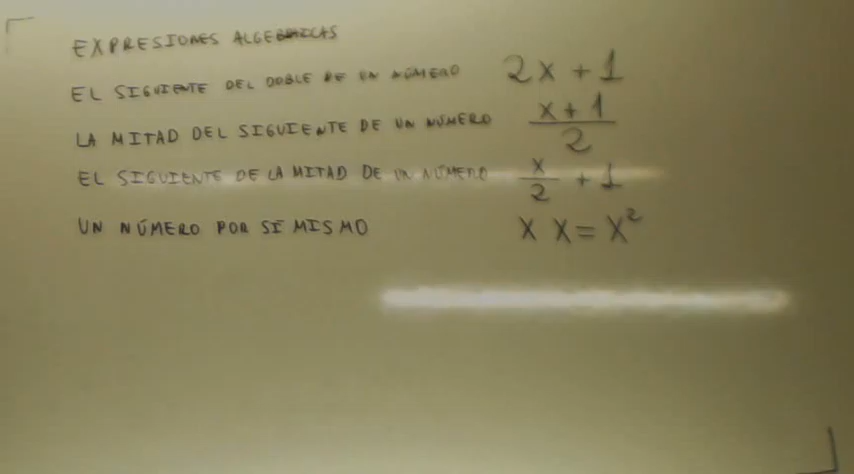 EXPRESIONES ALGEBRAICAS
EL SIGUIENTE DEL DOBLE DE UN NÚMERO 2x + 1
LA MITAD DEL SIGUIENTE DE UN NÚMERO (x + 1)/2
EL SIGUIENTE DE LA MITAD DE UN NÚMERO x/2 + 1
UN NÚMERO POR SÍ MISMO x x = x²